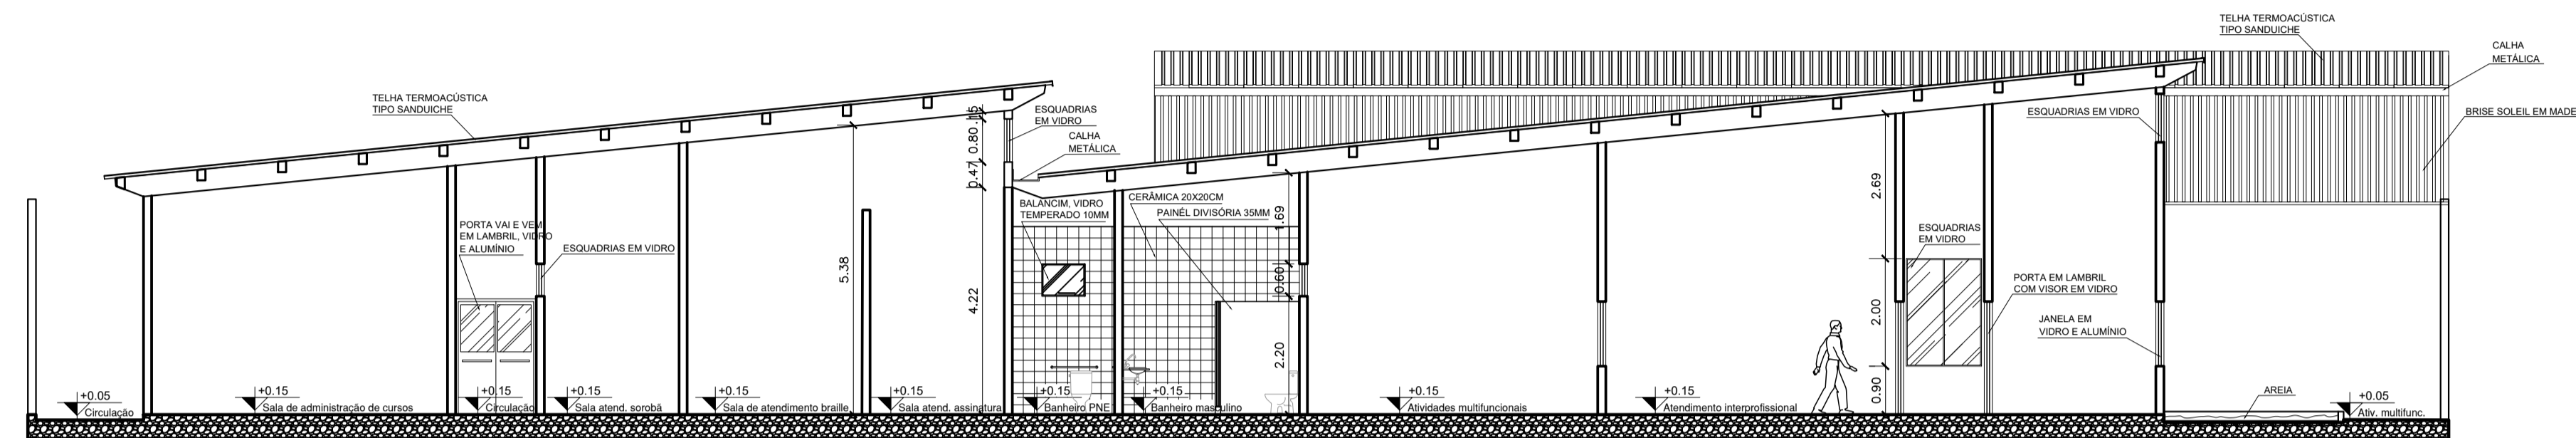 TELHA TERMOACÚSTICA
TIPO SANDUICHE
CALHA
METÁLICA
TELHA TERMOACÚSTICA
TIPO SANDUICHE
ESQUADRIAS
EM VIDRO
CALHA
METÁLICA
ESQUADRIAS EM VIDRO
BRISE SOLEIL EM MADE
.15
0.80
0.47
5.38
4.22
BALANCIM, VIDRO
TEMPERADO 10MM
CERÂMICA 20X20CM
PAINÉL DIVISÓRIA 35MM
1.69
0.60
2.20
2.69
2.00
0.90
PORTA VAI E VEM
EM LAMBRIL, VIDRO
E ALUMÍNIO
ESQUADRIAS EM VIDRO
ESQUADRIAS
EM VIDRO
PORTA EM LAMBRIL
COM VISOR EM VIDRO
JANELA EM
VIDRO E ALUMÍNIO
AREIA
+0.05
Circulação
+0.15
Sala de administração de cursos
+0.15
Circulação
+0.15
Sala atend. sorobã
+0.15
Sala de atendimento braille
+0.15
Sala atend. assinatura
+0.15
Banheiro PNE
+0.15
Banheiro masculino
+0.15
Atividades multifuncionais
+0.15
Atendimento interprofissional
+0.05
Ativ. multifunc.